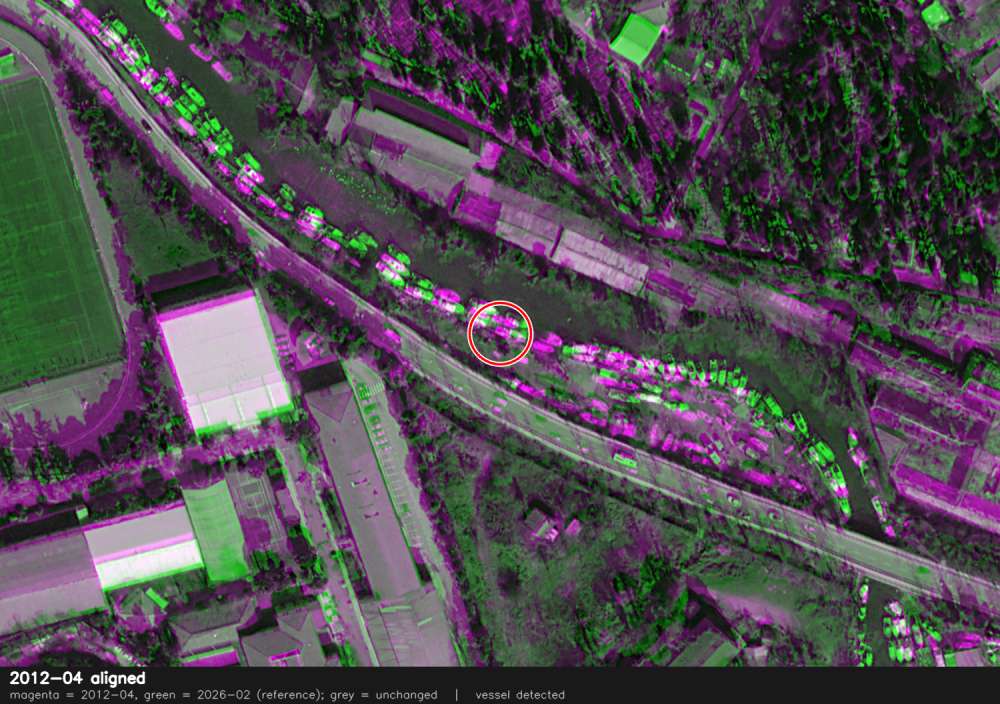 2012-04 aligned
magenta = 2012-04, green = 2026-02 (reference); grey = unchanged | vessel detected